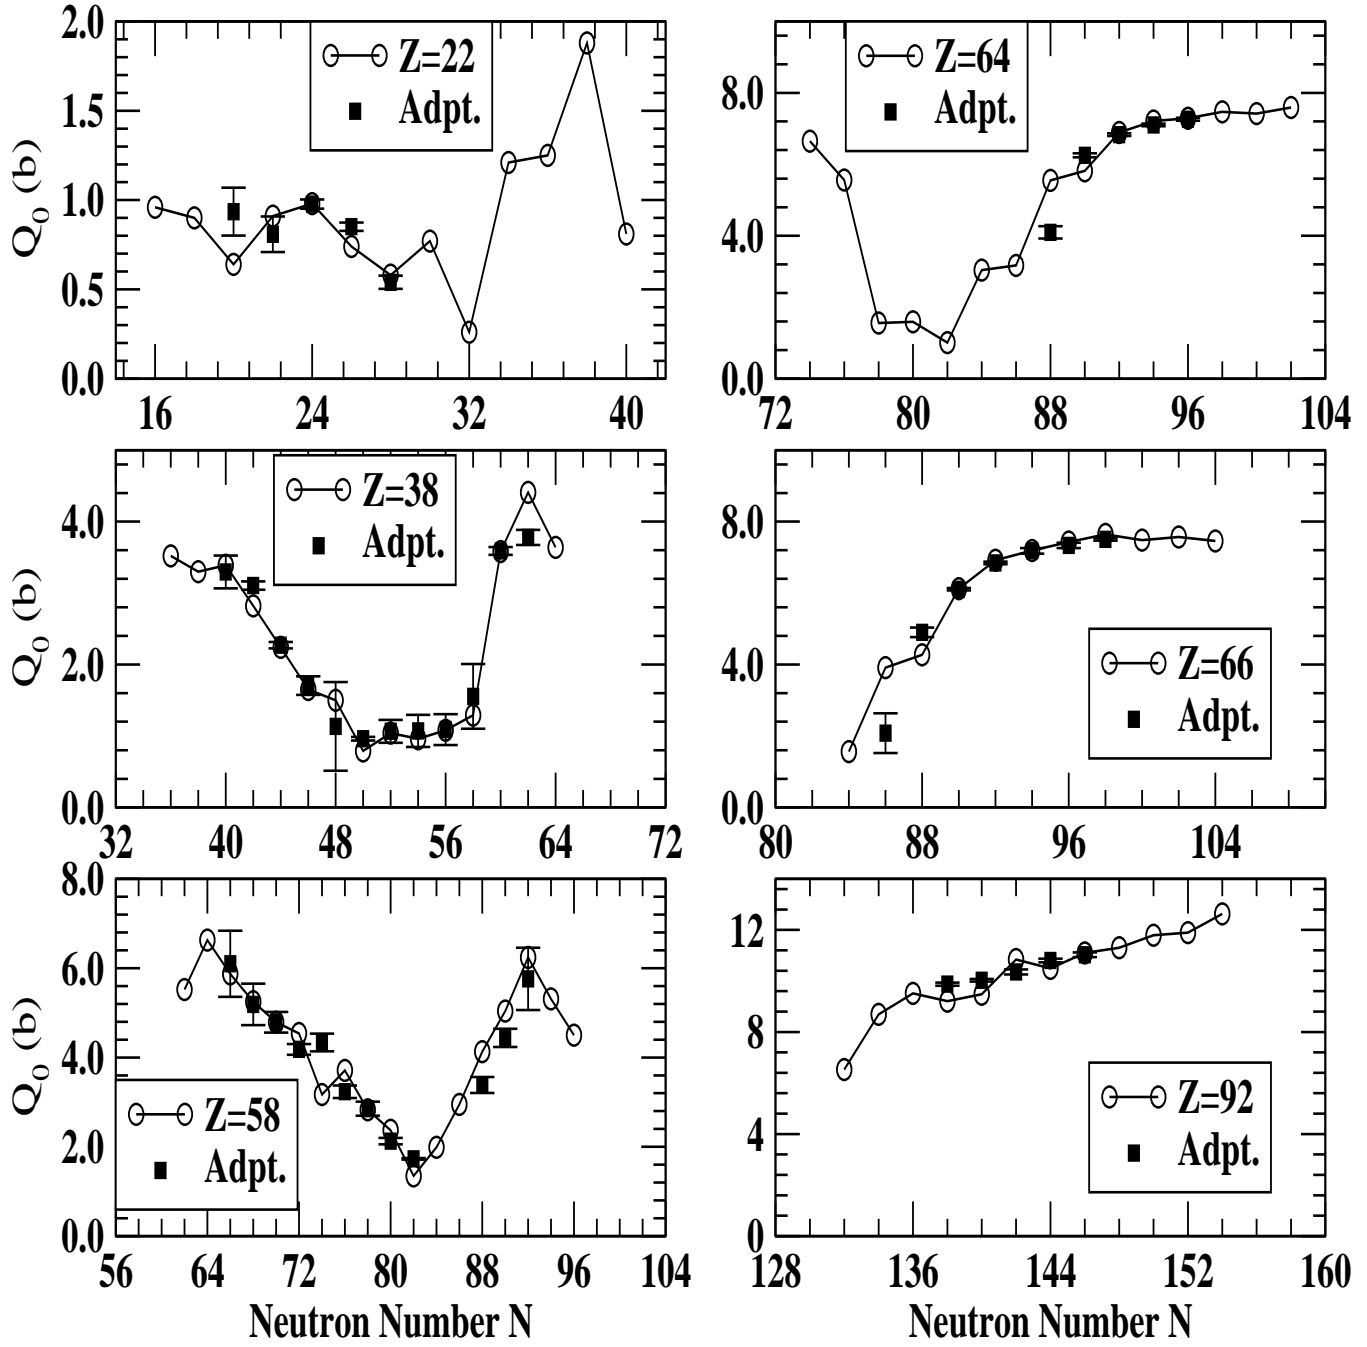 2.0
1.5
1.0
0.5
0.0
Q0 (b)
Z=22
Adpt.
16 24 32 40
8.0
4.0
0.0
Z=64
Adpt.
72 80 88 96 104
4.0
2.0
0.0
Q0 (b)
Z=38
Adpt.
32 40 48 56 64 72
8.0
4.0
0.0
Z=66
Adpt.
80 88 96 104
8.0
6.0
4.0
2.0
0.0
Q0 (b)
Z=58
Adpt.
56 64 72 80 88 96 104
Neutron Number N
12
8
4
0
Z=92
Adpt.
128 136 144 152 160
Neutron Number N